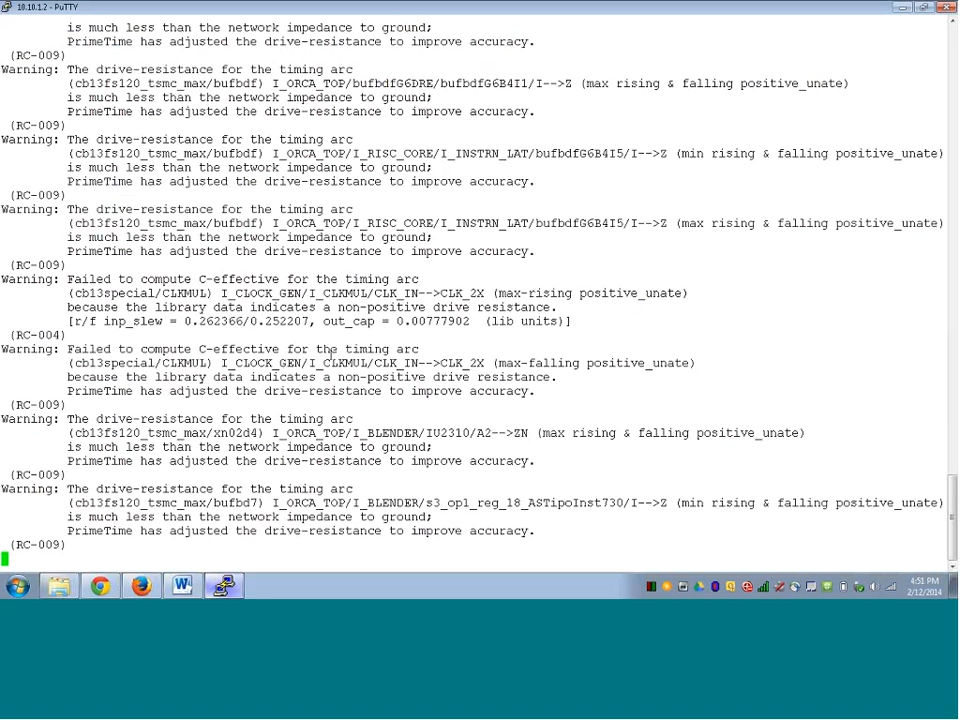 10.10.1.2 - PuTTY
is much less than the network impedance to ground;
PrimeTime has adjusted the drive-resistance to improve accuracy.
(RC-009)
Warning: The drive-resistance for the timing arc
(cb13fs120_tsmc_max/bufbdf) I_ORCA_TOP/bufbdfG6DRE/bufbdfG6B4I1/I-->Z (max rising & falling positive_unate)
is much less than the network impedance to ground;
PrimeTime has adjusted the drive-resistance to improve accuracy.
(RC-009)
Warning: The drive-resistance for the timing arc
(cb13fs120_tsmc_max/bufbdf) I_ORCA_TOP/I_RISC_CORE/I_INSTRN_LAT/bufbdfG6B4I5/I-->Z (min rising & falling positive_unate)
is much less than the network impedance to ground;
PrimeTime has adjusted the drive-resistance to improve accuracy.
(RC-009)
Warning: The drive-resistance for the timing arc
(cb13fs120_tsmc_max/bufbdf) I_ORCA_TOP/I_RISC_CORE/I_INSTRN_LAT/bufbdfG6B4I5/I-->Z (max rising & falling positive_unate)
is much less than the network impedance to ground;
PrimeTime has adjusted the drive-resistance to improve accuracy.
(RC-009)
Warning: Failed to compute C-effective for the timing arc
(cb13special/CLKMUL) I_CLOCK_GEN/I_CLKMUL/CLK_IN-->CLK_2X (max-rising positive_unate)
because the library data indicates a non-positive drive resistance.
[r/f inp_slew = 0.262366/0.252207, out_cap = 0.00777902 (lib units)]
(RC-004)
Warning: Failed to compute C-effective for the timing arc
(cb13special/CLKMUL) I_CLOCK_GEN/I_CLKMUL/CLK_IN-->CLK_2X (max-falling positive_unate)
because the library data indicates a non-positive drive resistance.
PrimeTime has adjusted the drive-resistance to improve accuracy.
(RC-009)
Warning: The drive-resistance for the timing arc
(cb13fs120_tsmc_max/xn02d4) I_ORCA_TOP/I_BLENDER/IU2310/A2-->ZN (max rising & falling positive_unate)
is much less than the network impedance to ground;
PrimeTime has adjusted the drive-resistance to improve accuracy.
(RC-009)
Warning: The drive-resistance for the timing arc
(cb13fs120_tsmc_max/bufbd7) I_ORCA_TOP/I_BLENDER/s3_op1_reg_18_ASTipoInst730/I-->Z (min rising & falling positive_unate)
is much less than the network impedance to ground;
PrimeTime has adjusted the drive-resistance to improve accuracy.
(RC-009)
4:51 PM
2/12/2014